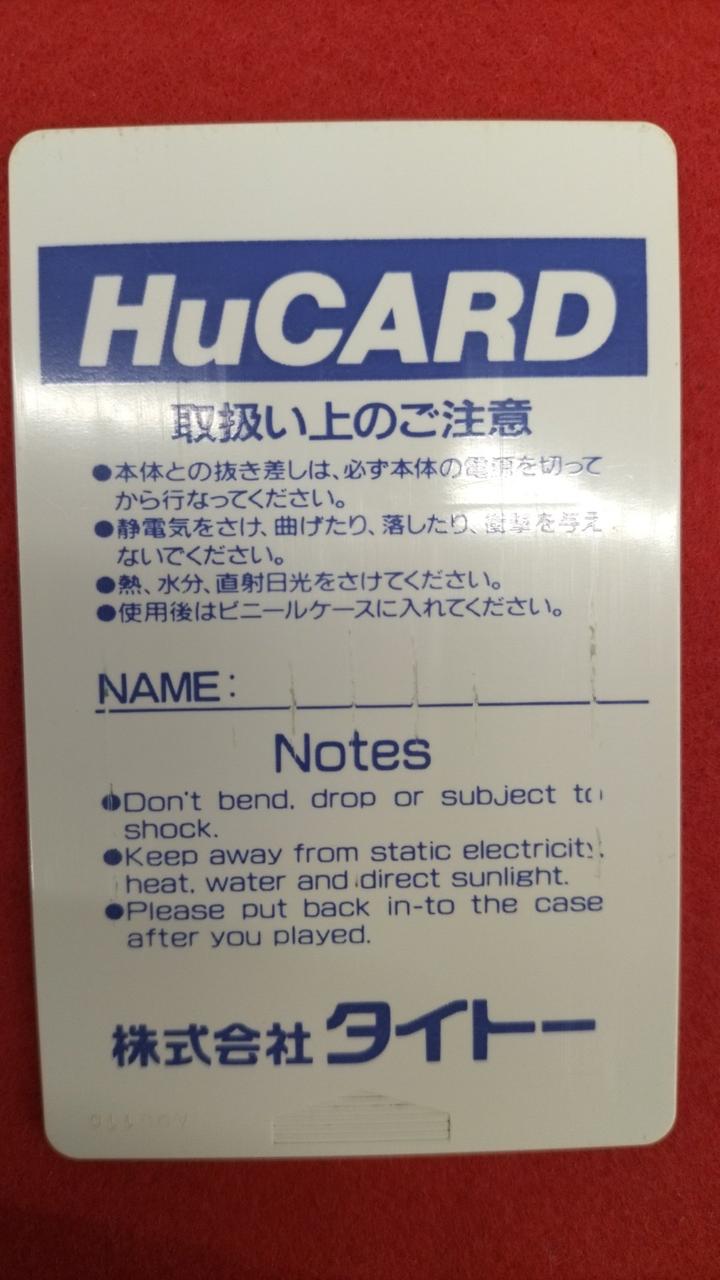 HuCARD
取扱い上のご注意
●本体との抜き差しは、必ず本体の電源を切って
から行なってください。
●静電気をさけ、曲げたり、落したり、衝撃を与え
ないでください。
●熱、水分、直射日光をさけてください。
●使用後はビニールケースに入れてください。
NAME:
Notes
●Don't bend, drop or subject to
shock.
●Keep away from static electricity,
heat, water and direct sunlight.
●Please put back in-to the case
after you played.
株式会社タイトー